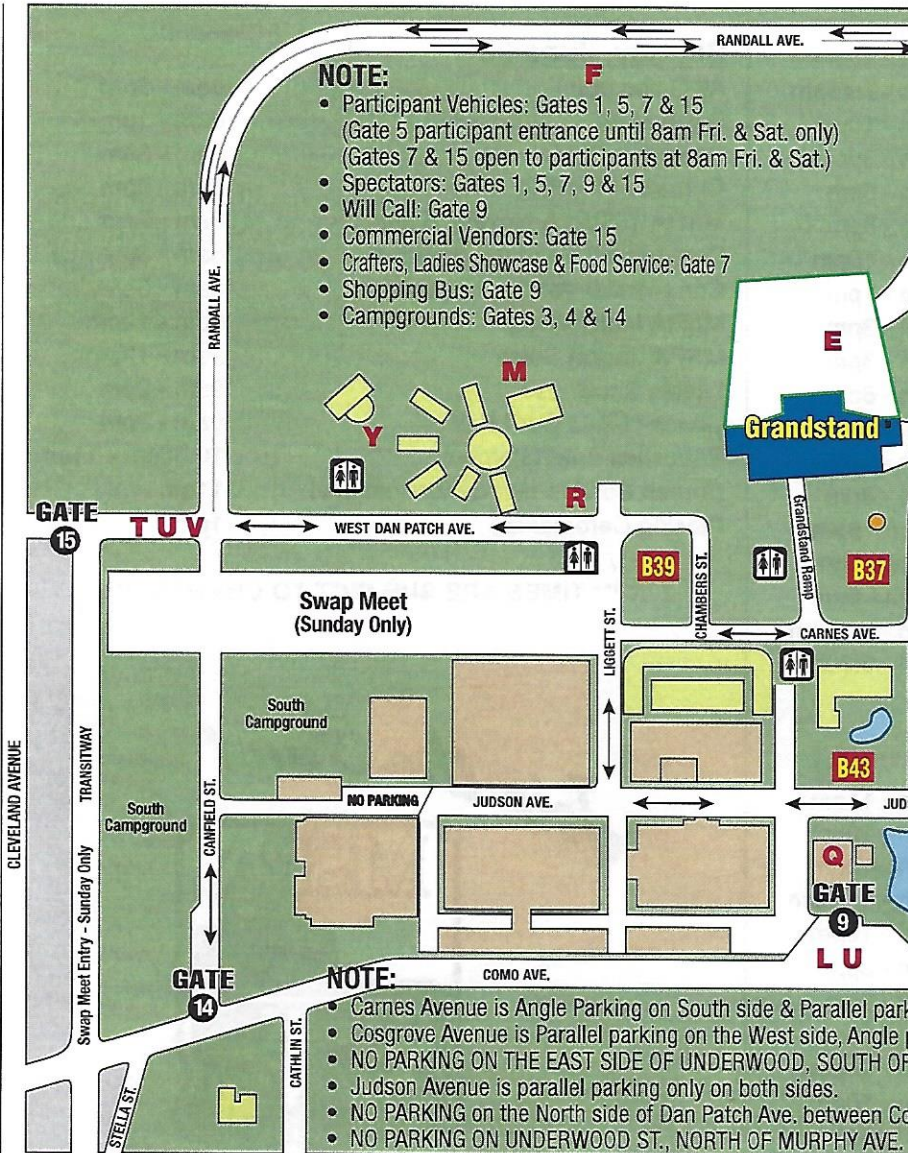 RANDALL AVE.
NOTE:
F
• Participant Vehicles: Gates 1, 5, 7 & 15
(Gate 5 participant entrance until 8am Fri. & Sat. only)
(Gates 7 & 15 open to participants at 8am Fri. & Sat.)
• Spectators: Gates 1, 5, 7, 9 & 15
• Will Call: Gate 9
• Commercial Vendors: Gate 15
• Crafters, Ladies Showcase & Food Service: Gate 7
• Shopping Bus: Gate 9
• Campgrounds: Gates 3, 4 & 14
RANDALL AVE.
E
M
Grandstand
Y
R
GATE
15
T U V
WEST DAN PATCH AVE.
Grandstand Ramp
B39
CHAMBERS ST.
B37
Swap Meet
(Sunday Only)
LIGGETT ST.
CARNES AVE.
South
Campground
B43
CLEVELAND AVENUE
TRANSITWAY
South
Campground
CANFIELD ST.
NO PARKING
JUDSON AVE.
JUD
Q
GATE
9
L U
Swap Meet Entry - Sunday Only
GATE
14
COMO AVE.
CATHLIN ST.
STELLA ST.
NOTE:
• Carnes Avenue is Angle Parking on South side & Parallel park
• Cosgrove Avenue is Parallel parking on the West side, Angle p
• NO PARKING ON THE EAST SIDE OF UNDERWOOD, SOUTH OF
• Judson Avenue is parallel parking only on both sides.
• NO PARKING on the North side of Dan Patch Ave. between Co
• NO PARKING ON UNDERWOOD ST., NORTH OF MURPHY AVE.